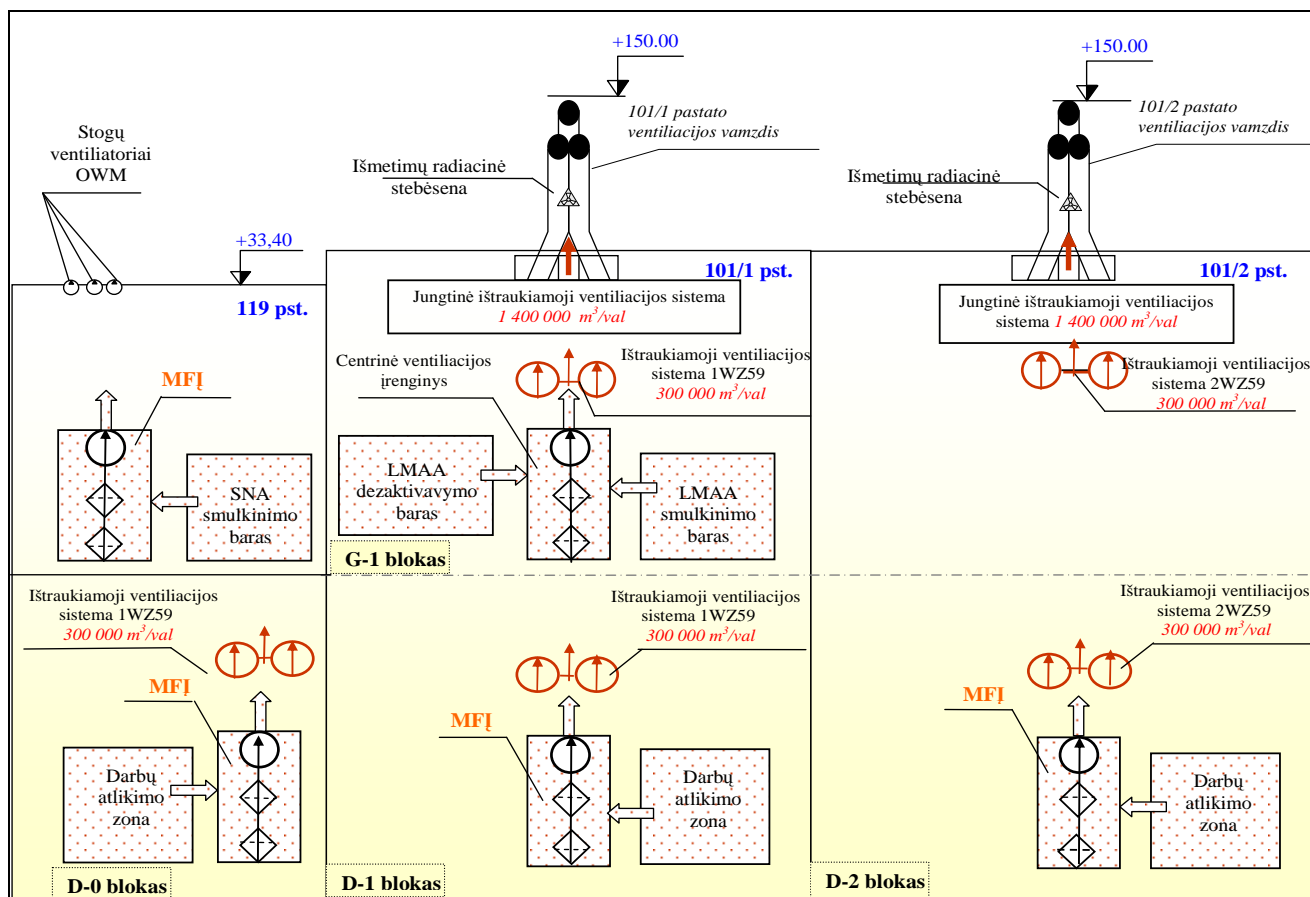 +150.00
+150.00
101/1 pastato
ventiliacijos vamzdis
101/2 pastato
ventiliacijos vamzdis
Stogų
ventiliatoriai
OWM
Išmetimų radiacinė
stebėsena
Išmetimų radiacinė
stebėsena
+33,40
119 pst.
101/1 pst.
101/2 pst.
Jungtinė ištraukiamoji ventiliacijos sistema
1 400 000 m³/val
Jungtinė ištraukiamoji ventiliacijos
sistema 1 400 000 m³/val
Centrinė ventiliacijos
įrenginys
Ištraukiamoji ventiliacijos
sistema 1WZ59
300 000 m³/val
Ištraukiamoji ventiliacijos
sistema 2WZ59
300 000 m³/val
MFĮ
SNA
smulkinimo
baras
LMAA
dezaktivavymo
baras
LMAA
smulkinimo
baras
G-1 blokas
Ištraukiamoji ventiliacijos
sistema 1WZ59
300 000 m³/val
Ištraukiamoji ventiliacijos
sistema 1WZ59
300 000 m³/val
Ištraukiamoji ventiliacijos
sistema 2WZ59
300 000 m³/val
MFĮ
MFĮ
MFĮ
Darbų
atlikimo
zona
Darbų
atlikimo
zona
Darbų
atlikimo
zona
D-0 blokas
D-1 blokas
D-2 blokas